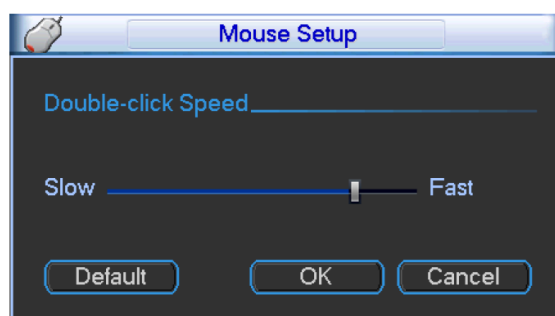 Mouse Setup
Double-click Speed
Slow Fast
Default OK Cancel